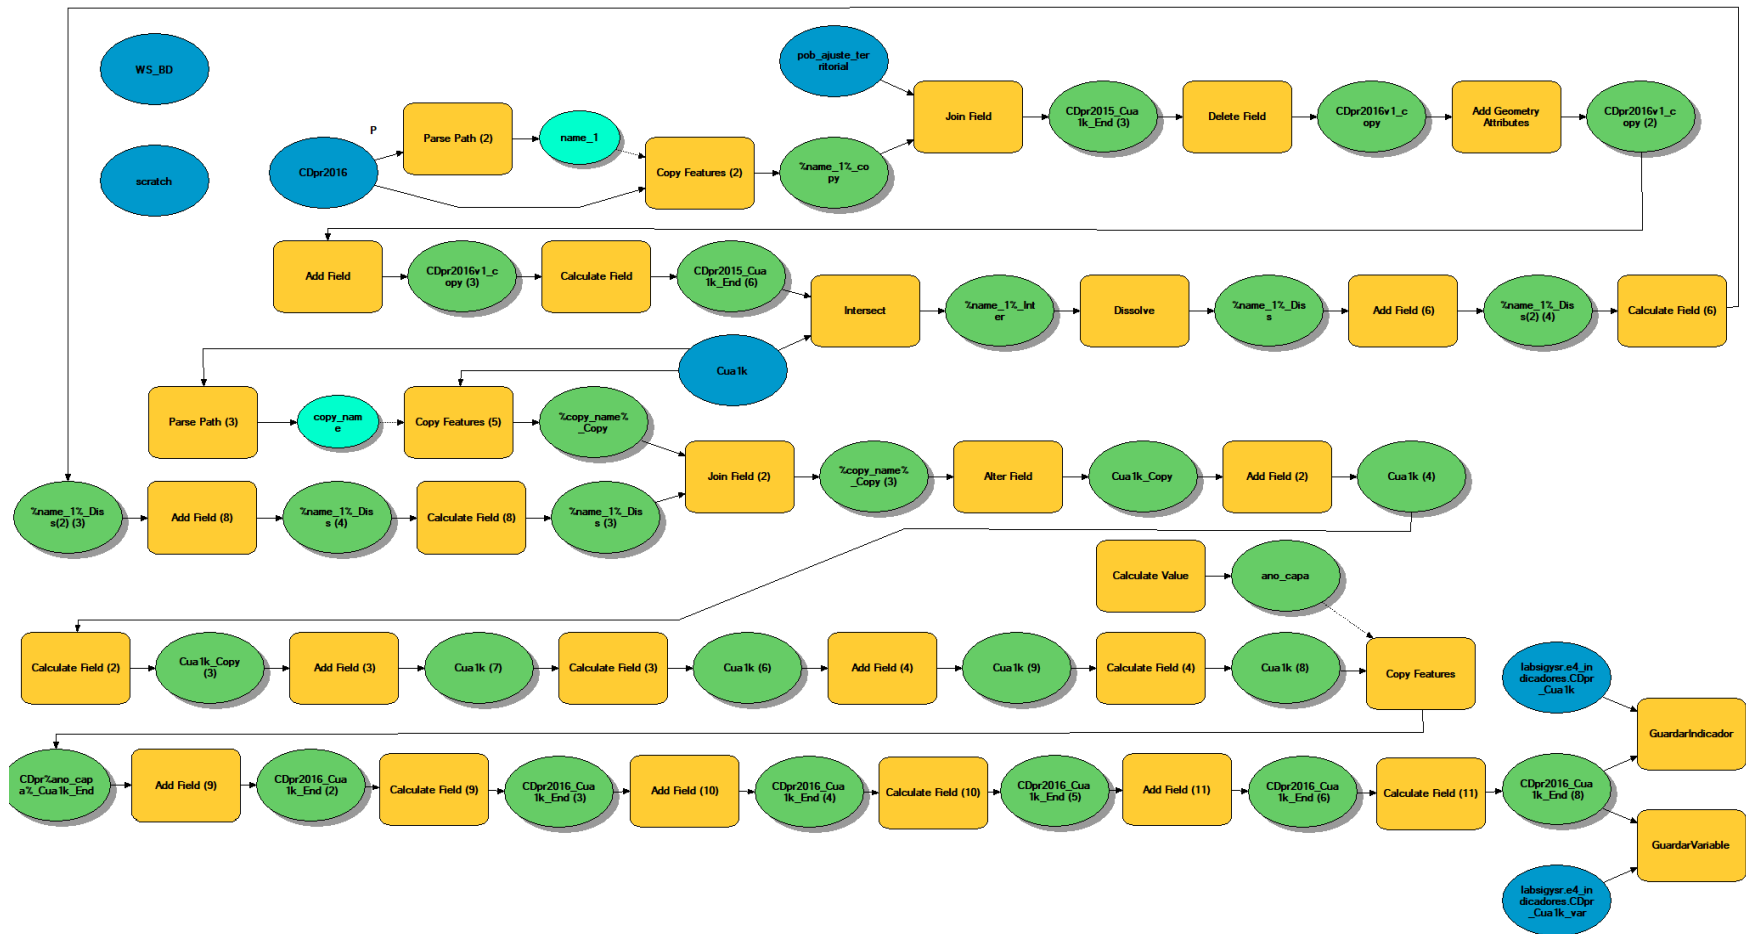 WS_BD
scratch
P
CDpr2016
Parse Path (2)
name_1
Copy Features (2)
%name_1%_co
py
pob_ajuste_ter
ritorial
Join Field
CDpr2015_Cua
1k_End (3)
Delete Field
CDpr2016v1_c
opy
Add Geometry
Attributes
CDpr2016v1_c
opy (2)
Add Field
CDpr2016v1_c
opy (3)
Calculate Field
CDpr2015_Cua
1k_End (6)
Intersect
%name_1%_Int
er
Dissolve
%name_1%_Dis
s
Add Field (6)
%name_1%_Dis
s(2) (4)
Calculate Field (6)
Cua1k
Parse Path (3)
copy_nam
e
Copy Features (5)
%copy_name%
_Copy
Join Field (2)
%copy_name%
_Copy (3)
Alter Field
Cua1k_Copy
Add Field (2)
Cua1k (4)
%name_1%_Dis
s(2) (3)
Add Field (8)
%name_1%_Dis
s (4)
Calculate Field (8)
%name_1%_Dis
s (3)
Calculate Value
ano_capa
Calculate Field (2)
Cua1k_Copy
(3)
Add Field (3)
Cua1k (7)
Calculate Field (3)
Cua1k (6)
Add Field (4)
Cua1k (9)
Calculate Field (4)
Cua1k (8)
Copy Features
labsigysr.e4_in
dicadores.CDpr
_Cua1k
GuardarIndicador
CDpr%ano_cap
a%_Cua1k_End
Add Field (9)
CDpr2016_Cua
1k_End (2)
Calculate Field (9)
CDpr2016_Cua
1k_End (3)
Add Field (10)
CDpr2016_Cua
1k_End (4)
Calculate Field (10)
CDpr2016_Cua
1k_End (5)
Add Field (11)
CDpr2016_Cua
1k_End (6)
Calculate Field (11)
CDpr2016_Cua
1k_End (8)
GuardarVariable
labsigysr.e4_in
dicadores.CDpr
_Cua1k_var